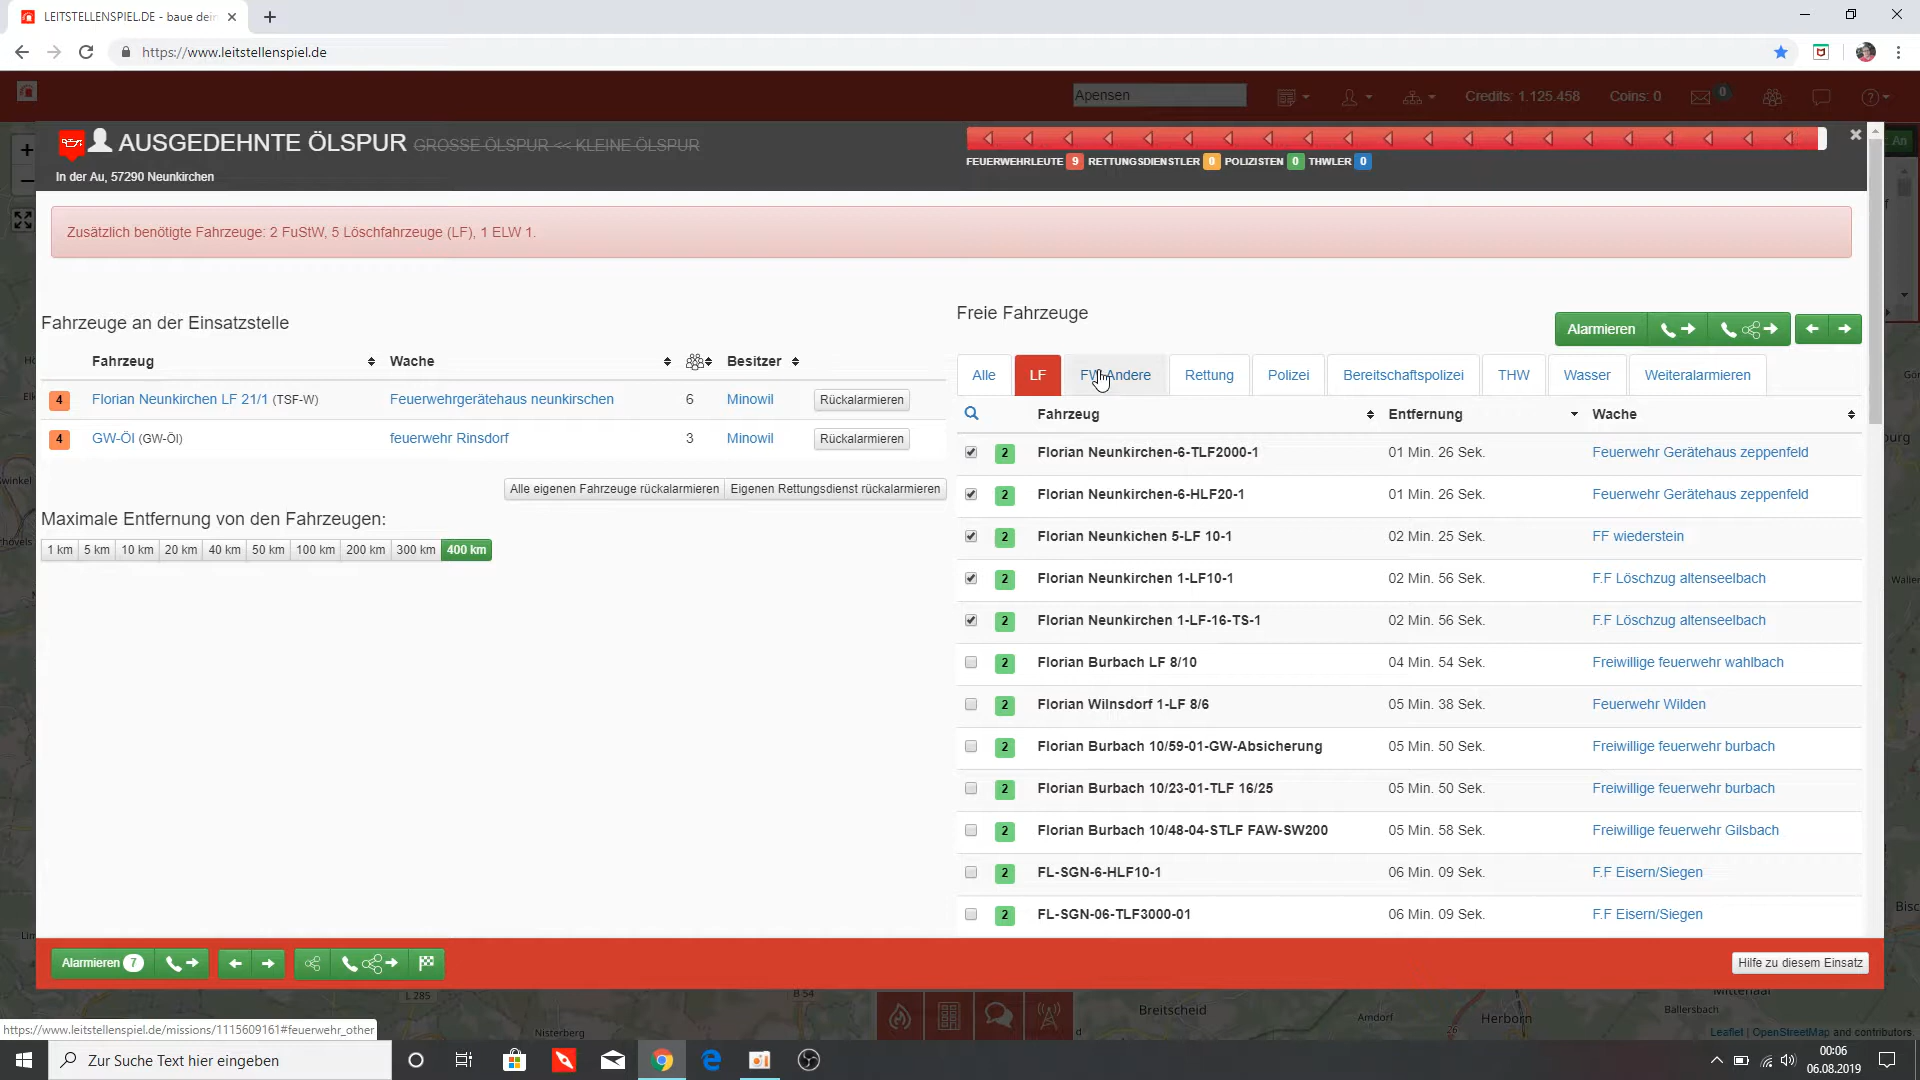 LEITSTELLENSPIEL.DE - baue dein
https://www.leitstellenspiel.de
Apensen
Credits: 1.125.458
Coins: 0
0
AUSGEDEHNTE ÖLSPUR GROSSE ÖLSPUR << KLEINE ÖLSPUR
In der Au, 57290 Neunkirchen
FEUERWEHRLEUTE 9 RETTUNGSDIENSTLER 0 POLIZISTEN 0 THWLER 0
An
Zusätzlich benötigte Fahrzeuge: 2 FuStW, 5 Löschfahrzeuge (LF), 1 ELW 1.
Fahrzeuge an der Einsatzstelle
Fahrzeug Wache Besitzer
4 Florian Neunkirchen LF 21/1 (TSF-W) Feuerwehrgerätehaus neunkirschen 6 Minowil Rückalarmieren
4 GW-Öl (GW-Öl) feuerwehr Rinsdorf 3 Minowil Rückalarmieren
Alle eigenen Fahrzeuge rückalarmieren Eigenen Rettungsdienst rückalarmieren
Maximale Entfernung von den Fahrzeugen:
1 km 5 km 10 km 20 km 40 km 50 km 100 km 200 km 300 km 400 km
Freie Fahrzeuge
Alarmieren
Alle LF FW Andere Rettung Polizei Bereitschaftspolizei THW Wasser Weiteralarmieren
Fahrzeug Entfernung Wache
2 Florian Neunkirchen-6-TLF2000-1 01 Min. 26 Sek. Feuerwehr Gerätehaus zeppenfeld
2 Florian Neunkirchen-6-HLF20-1 01 Min. 26 Sek. Feuerwehr Gerätehaus zeppenfeld
2 Florian Neunkichen 5-LF 10-1 02 Min. 25 Sek. FF wiederstein
2 Florian Neunkirchen 1-LF10-1 02 Min. 56 Sek. F.F Löschzug altenseelbach
2 Florian Neunkirchen 1-LF-16-TS-1 02 Min. 56 Sek. F.F Löschzug altenseelbach
2 Florian Burbach LF 8/10 04 Min. 54 Sek. Freiwillige feuerwehr wahlbach
2 Florian Wilnsdorf 1-LF 8/6 05 Min. 38 Sek. Feuerwehr Wilden
2 Florian Burbach 10/59-01-GW-Absicherung 05 Min. 50 Sek. Freiwillige feuerwehr burbach
2 Florian Burbach 10/23-01-TLF 16/25 05 Min. 50 Sek. Freiwillige feuerwehr burbach
2 Florian Burbach 10/48-04-STLF FAW-SW200 05 Min. 58 Sek. Freiwillige feuerwehr Gilsbach
2 FL-SGN-6-HLF10-1 06 Min. 09 Sek. F.F Eisern/Siegen
2 FL-SGN-06-TLF3000-01 06 Min. 09 Sek. F.F Eisern/Siegen
Alarmieren 7
Hilfe zu diesem Einsatz
L 285
B 54
Breitscheid
Amdorf
Herborn
Ballersbach
Nisterberg
Leaflet | OpenStreetMap and contributors
https://www.leitstellenspiel.de/missions/1115609161#feuerwehr_other
Zur Suche Text hier eingeben
00:06
06.08.2019